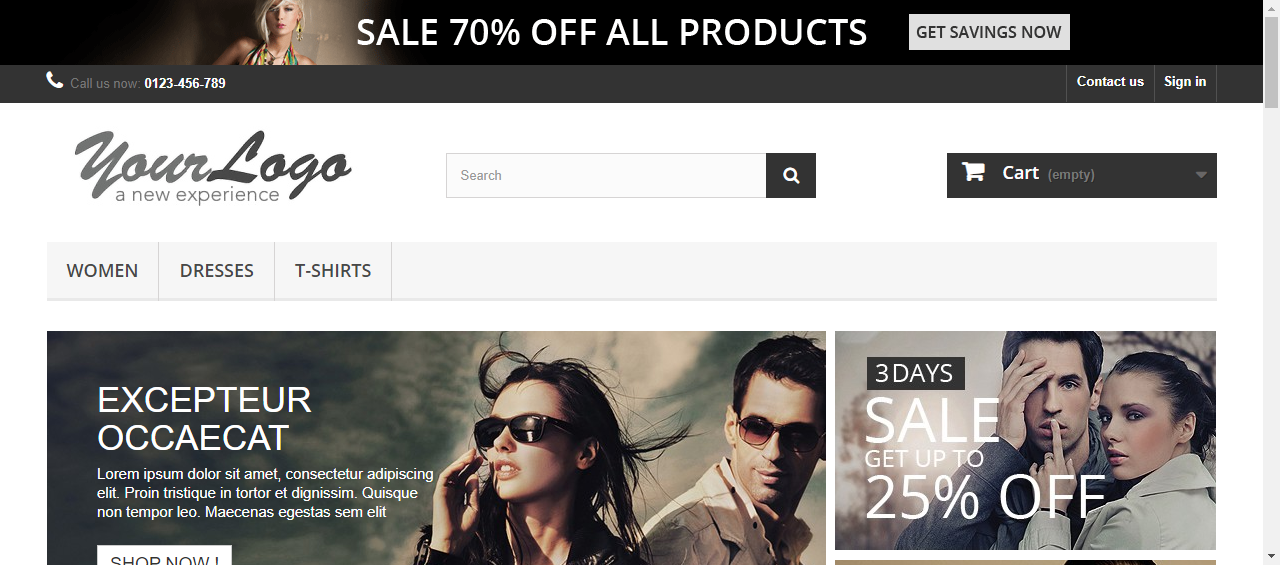 SALE 70% OFF ALL PRODUCTS
GET SAVINGS NOW
Call us now: 0123-456-789
Contact us
Sign in
YourLogo
a new experience
Search
Cart (empty)
WOMEN
DRESSES
T-SHIRTS
EXCEPTEUR
OCCAECAT
Lorem ipsum dolor sit amet, consectetur adipiscing
elit. Proin tristique in tortor et dignissim. Quisque
non tempor leo. Maecenas egestas sem elit
SHOP NOW !
3 DAYS
SALE
GET UP TO
25% OFF